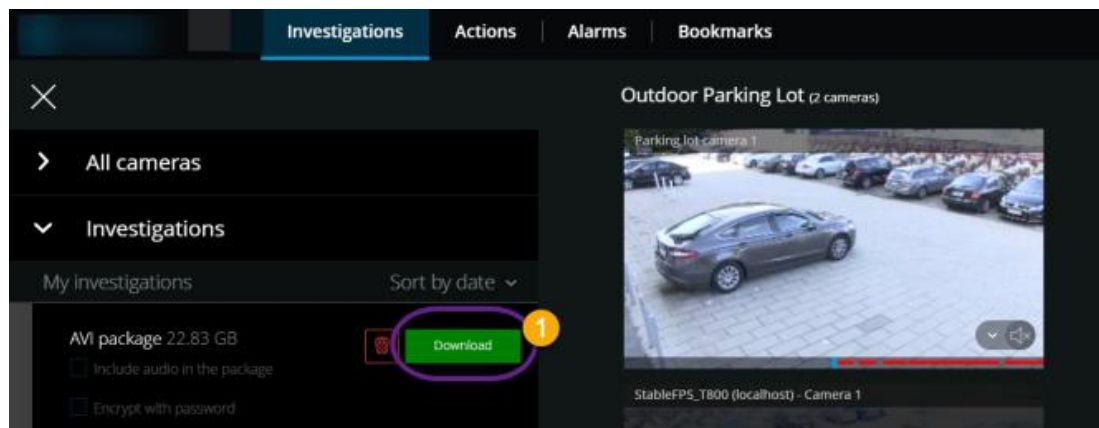 Investigations Actions Alarms Bookmarks
Outdoor Parking Lot (2 cameras)
Parking lot camera 1
All cameras
Investigations
My investigations Sort by date
AVI package 22.83 GB
Download
1
Include audio in the package
Encrypt with password
StableFPS_T800 (localhost) - Camera 1